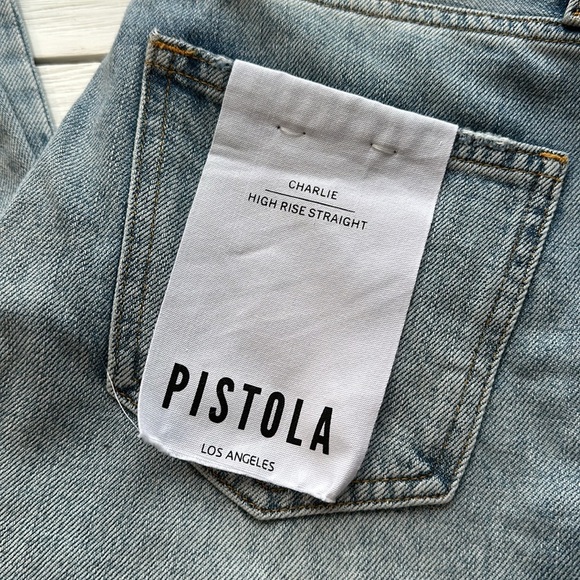 CHARLIE
HIGH RISE STRAIGHT
PISTOLA
LOS ANGELES